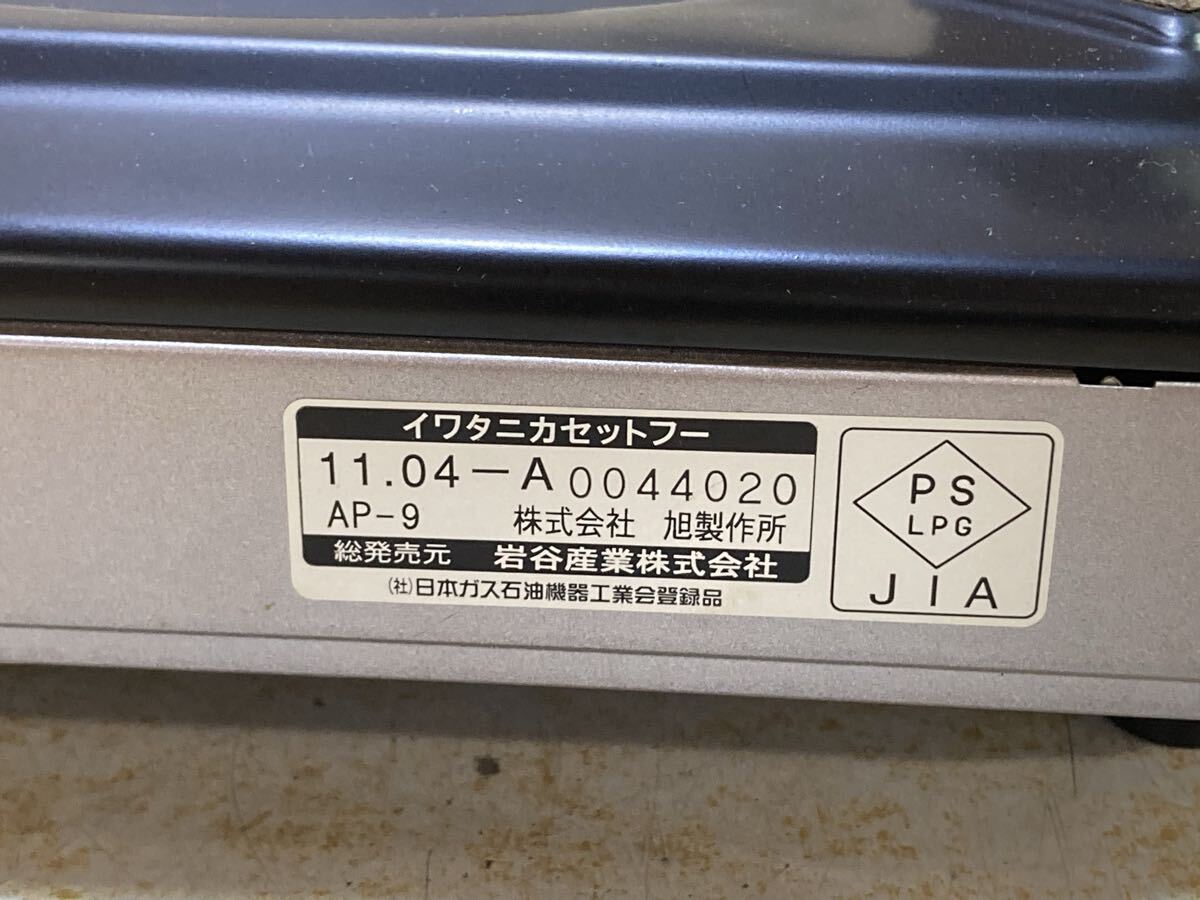 イワタニカセットフー
11.04-A 0044020
AP-9 株式会社 旭製作所
総発売元 岩谷産業株式会社
(社)日本ガス石油機器工業会登録品
PS
LPG
JIA